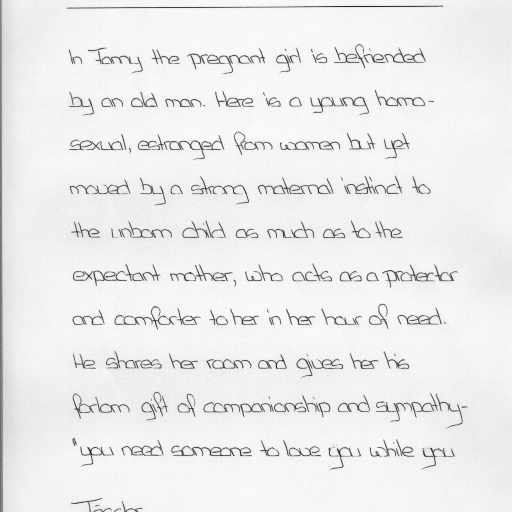 In Tomy the pregnant girl is befriended
by an old man. Here is a young homo-
sexual, estranged from women but yet
moved by a strong maternal instinct to
the unborn child as much as to the
expectant mother, who acts as a protector
and comforter to her in her hour of need.
He shares her room and gives her his
forlorn gift of companionship and sympathy-
"you need someone to love you while you